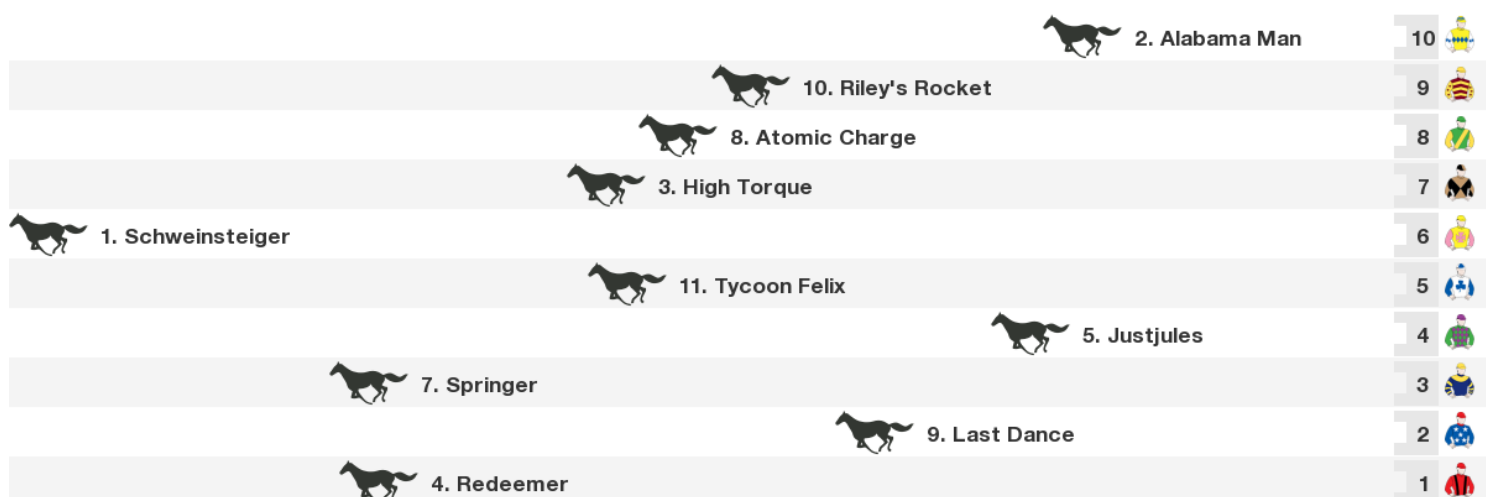 2. Alabama Man 10
10. Riley's Rocket 9
8. Atomic Charge 8
3. High Torque 7
1. Schweinsteiger 6
11. Tycoon Felix 5
5. Justjules 4
7. Springer 3
9. Last Dance 2
4. Redeemer 1